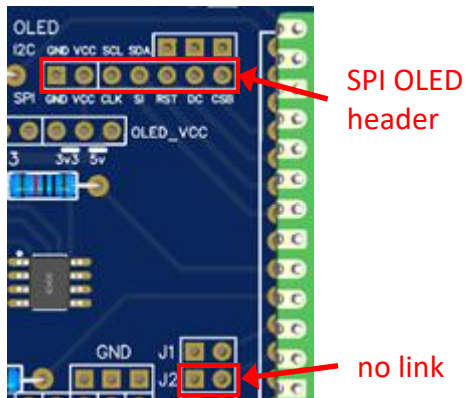 OLED
I2C GND VCC SCL SDA
SPI GND VCC CLK SI RST DC CSB
OLED_VCC
3 3v3 5v
GND J1
J2
SPI OLED
header
no link